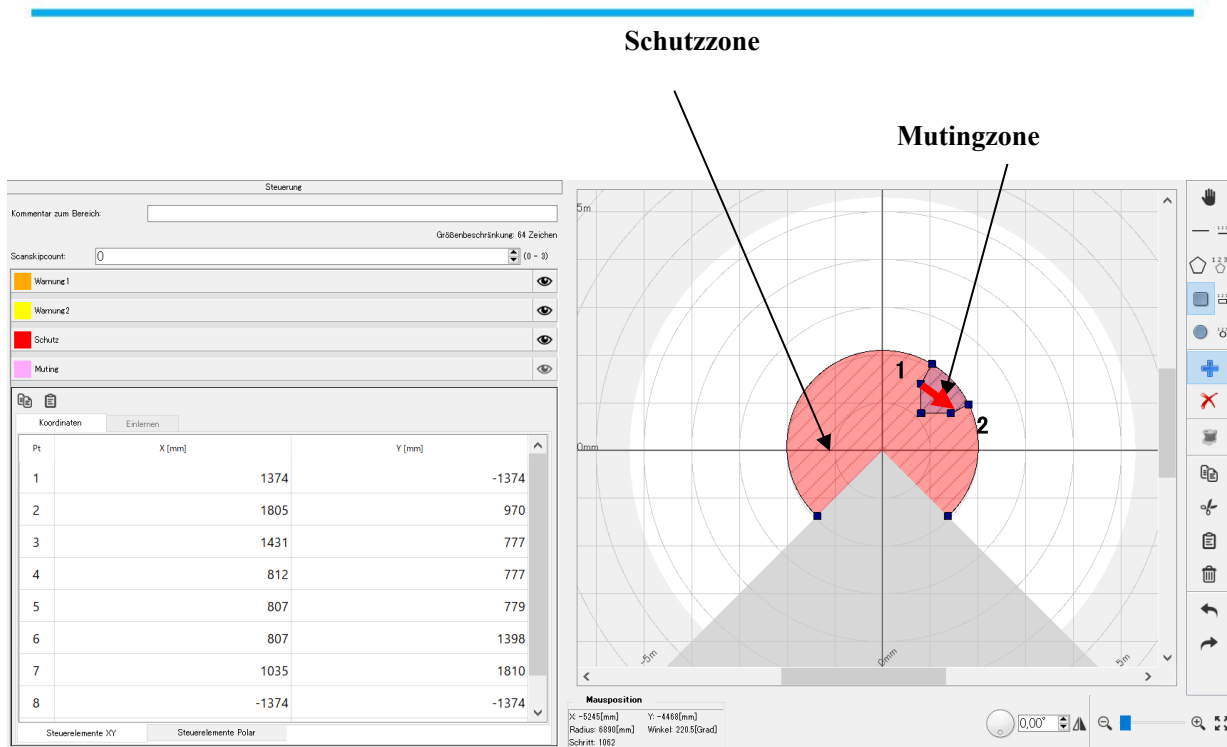 Schutzzone
Mutingzone
Steuerung
Kommentar zum Bereich:
Größenbeschränkung: 64 Zeichen
Scanskipcount: 0 (0 - 3)
Warnung1
Warnung2
Schutz
Muting
Koordinaten Einlernen
Pt X [mm] Y [mm]
1 1374 -1374
2 1805 970
3 1431 777
4 812 777
5 807 779
6 807 1398
7 1035 1810
8 -1374 -1374
Steuerelemente XY Steuerelemente Polar
5m
1
2
0mm
-5m 0mm 5m
Mausposition
X: -5245[mm] Y: -4468[mm]
Radius: 6890[mm] Winkel: 220.5[Grad]
Schritt: 1062
0,00°
1 2 3